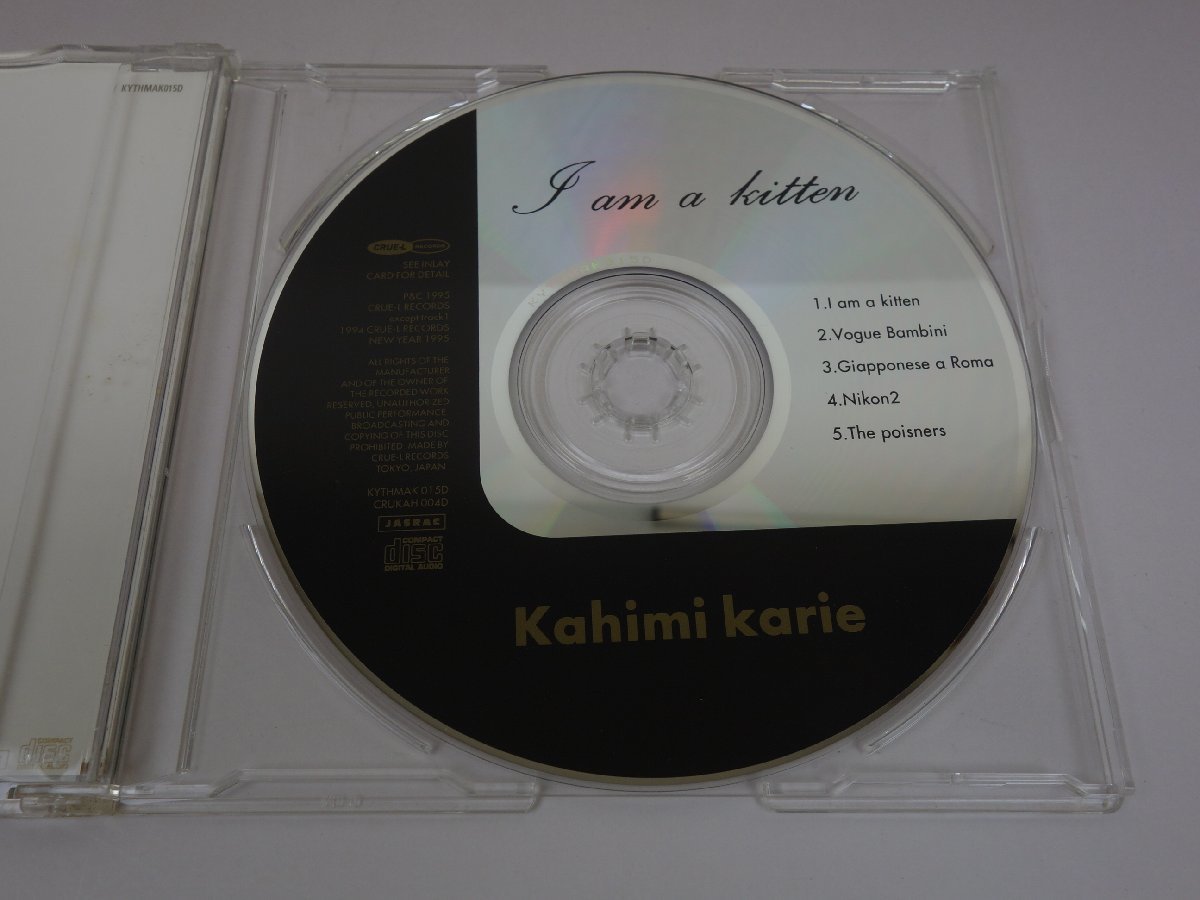 KYTHMAK015D
I am a kitten
CRUE-L RECORDS
SEE INLAY
CARD FOR DETAIL
P&C 1995
CRUE-L RECORDS
except track1
1994 CRUE-L RECORDS
NEW YEAR 1995
ALL RIGHTS OF THE
MANUFACTURER
AND OF THE OWNER OF
THE RECORDED WORK
RESERVED, UNAUTHORIZED
PUBLIC PERFORMANCE,
BROADCASTING AND
COPYING OF THIS DISC
PROHIBITED. MADE BY
CRUE-L RECORDS
TOKYO, JAPAN
KYTHMAK 015D
CRUKAH 004D
JASRAC
COMPACT
disc
DIGITAL AUDIO
1.I am a kitten
2.Vogue Bambini
3.Giapponese a Roma
4.Nikon2
5.The poisners
Kahimi karie
COMPACT
disc